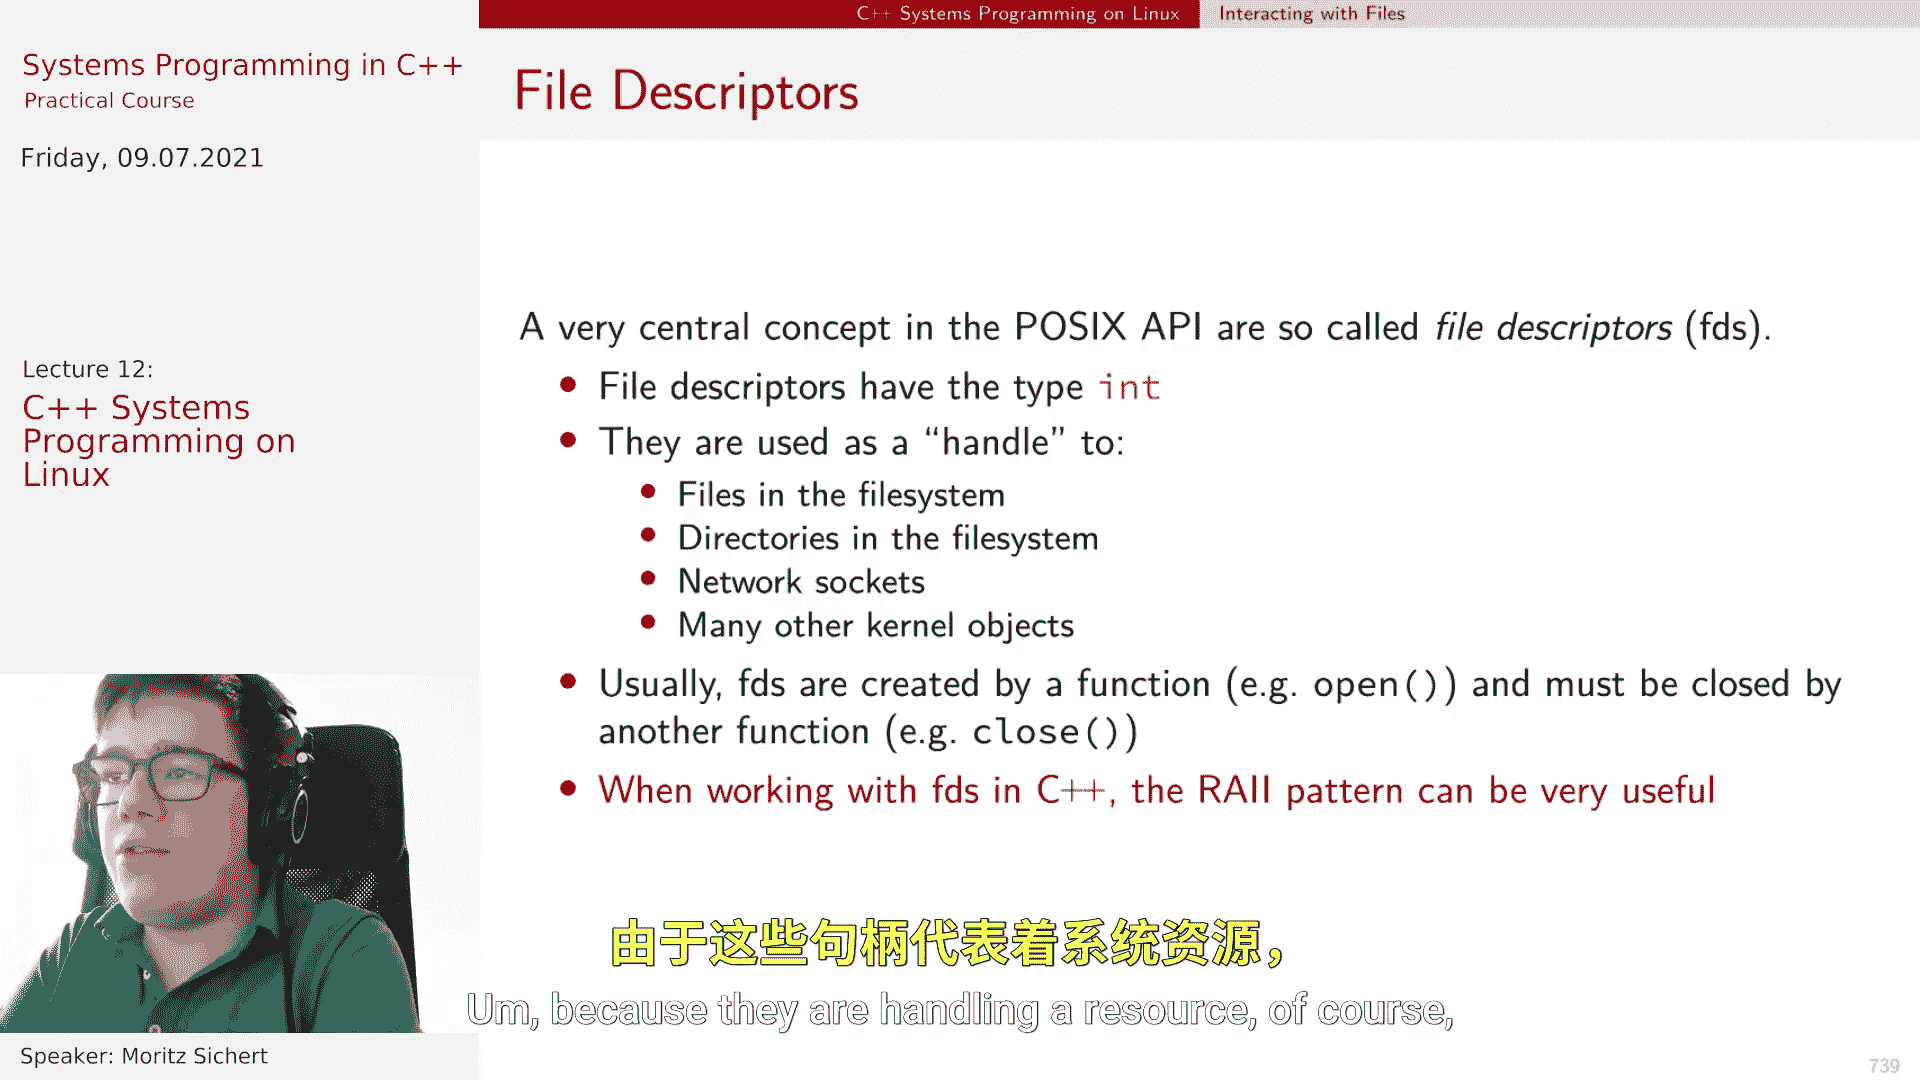 C++ Systems Programming on Linux
Interacting with Files
Systems Programming in C++
Practical Course
Friday, 09.07.2021
Lecture 12:
C++ Systems
Programming on
Linux
Speaker: Moritz Sichert
File Descriptors
A very central concept in the POSIX API are so called file descriptors (fds).
• File descriptors have the type int
• They are used as a “handle” to:
• Files in the filesystem
• Directories in the filesystem
• Network sockets
• Many other kernel objects
• Usually, fds are created by a function (e.g. open()) and must be closed by
another function (e.g. close())
• When working with fds in C++, the RAII pattern can be very useful
由于这些句柄代表着系统资源，
Um, because they are handling a resource, of course,
739